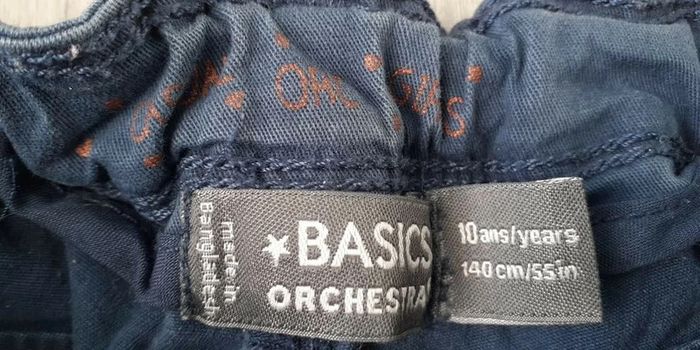 made in
Bangladesh
BASICS
ORCHESTRA
10ans/years
140cm/55in